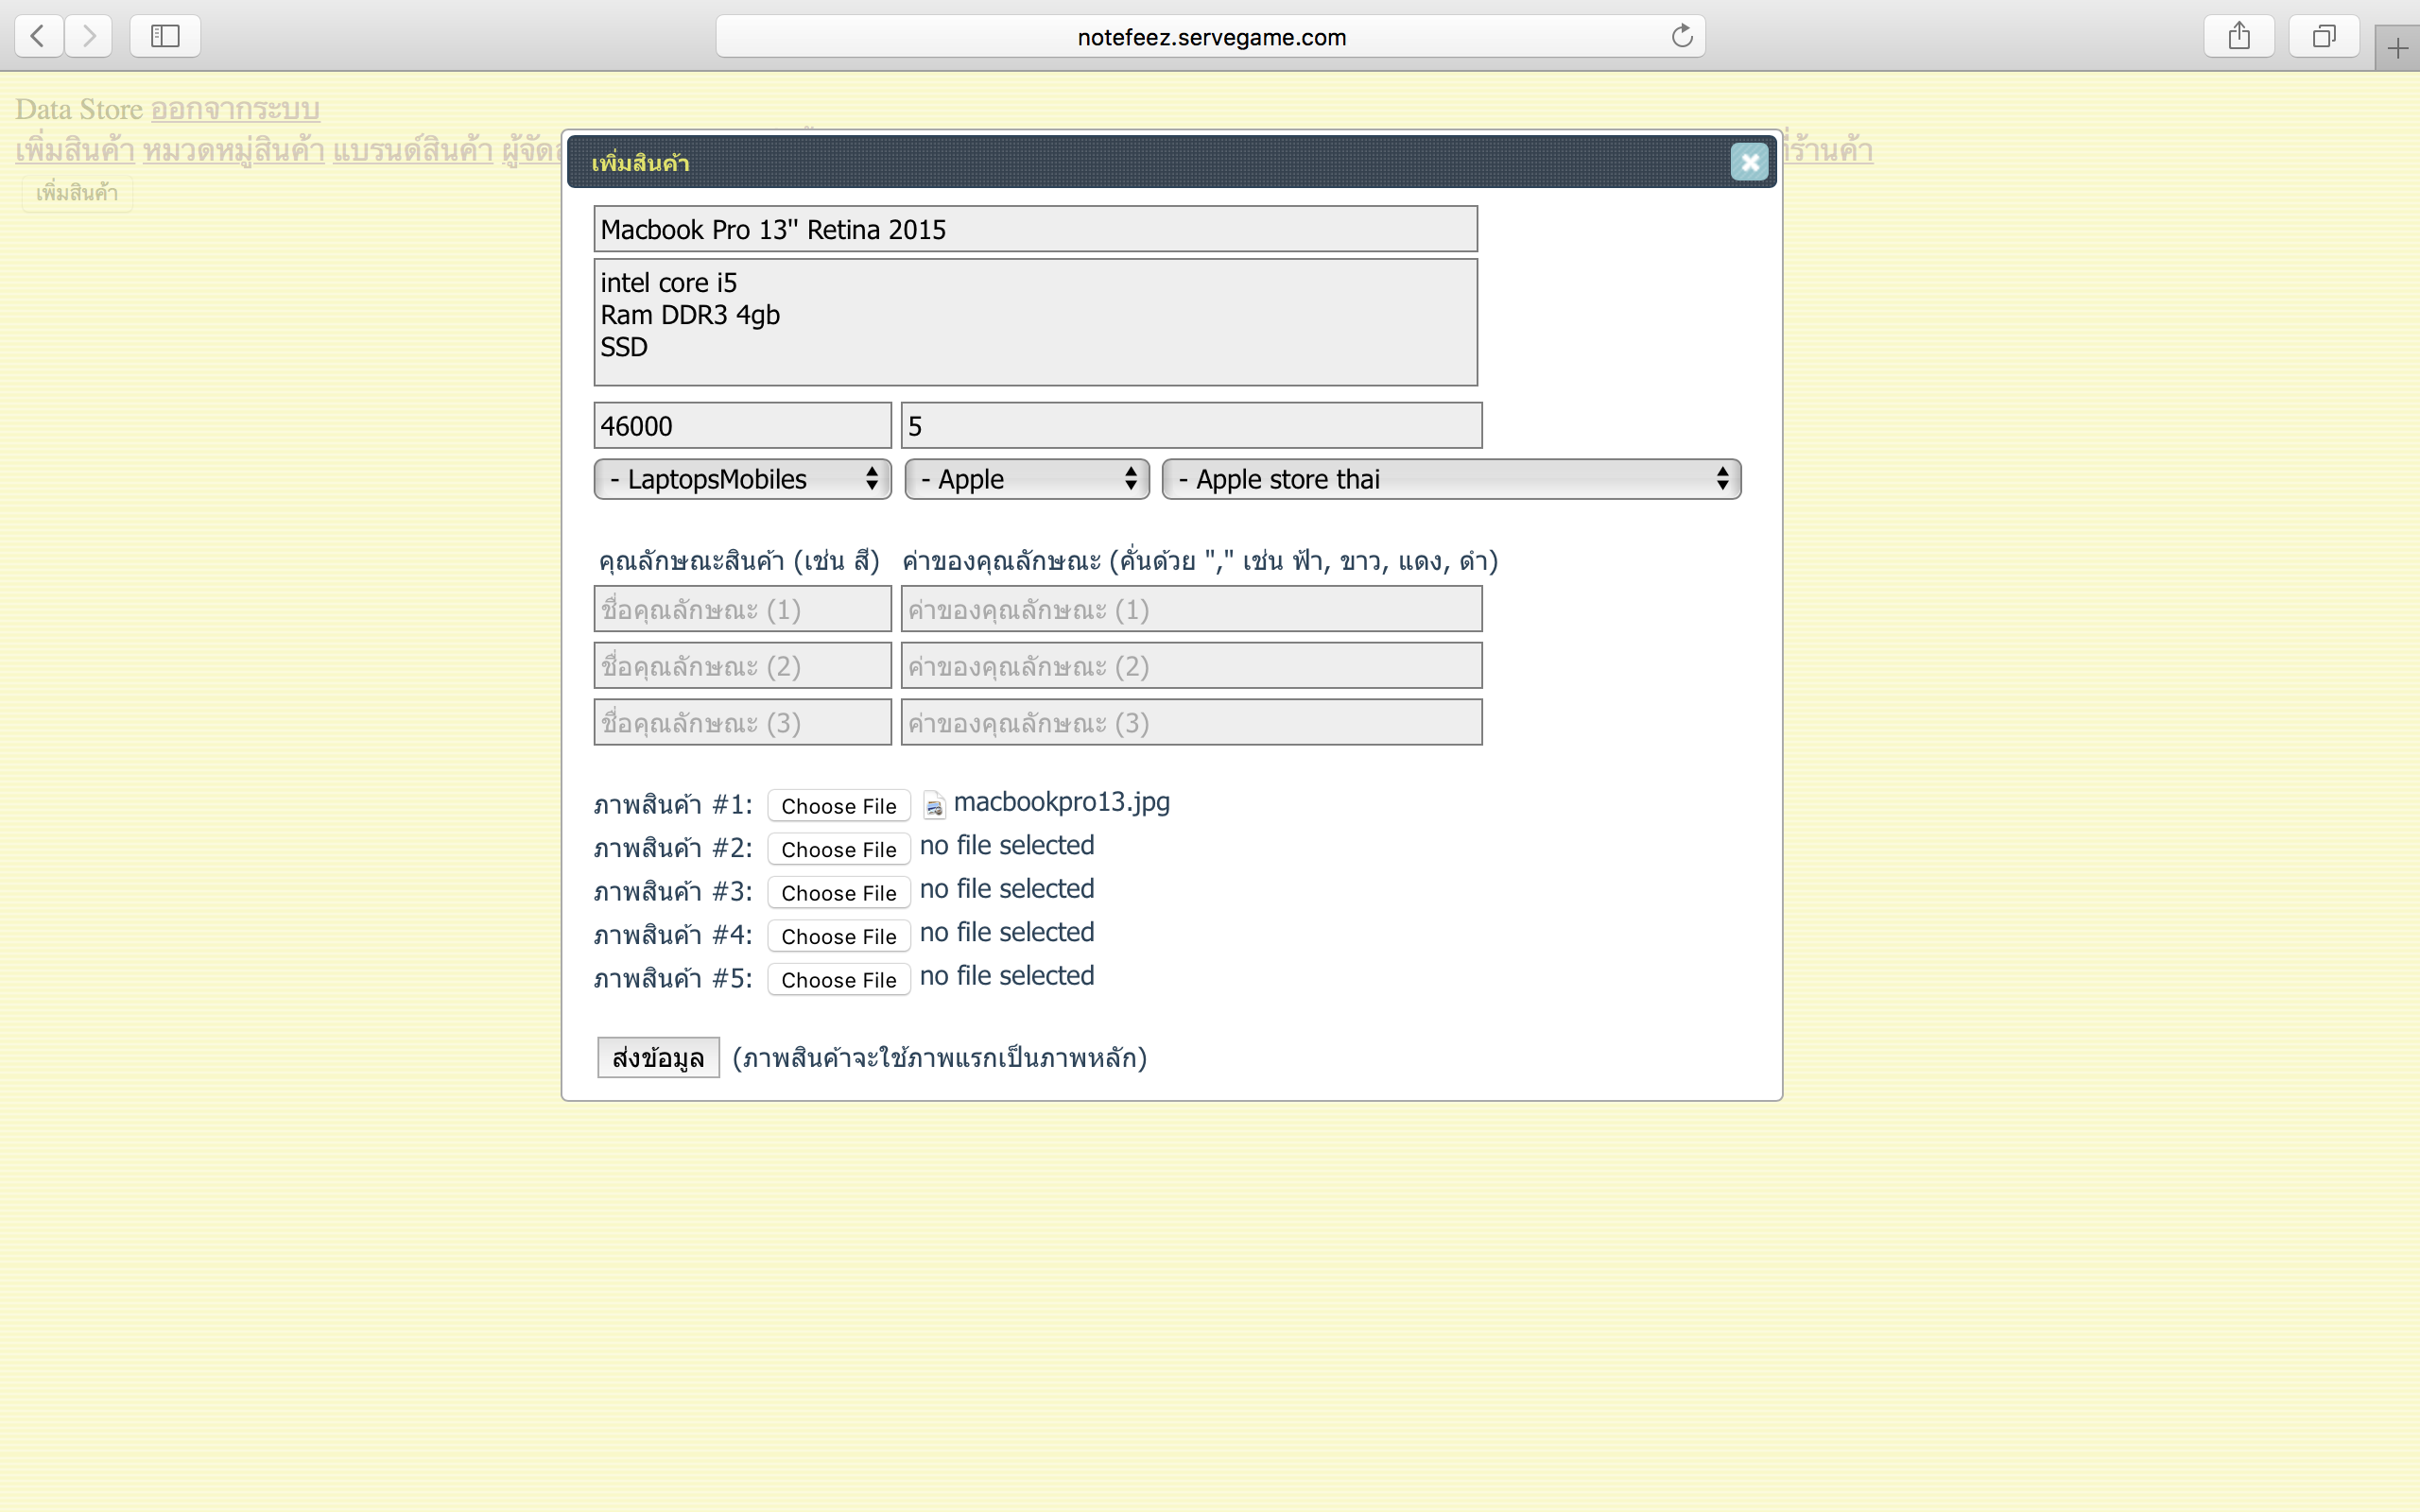 notefeez.servegame.com
Data Store ออกจากระบบ
เพิ่มสินค้า หมวดหมู่สินค้า แบรนด์สินค้า
ร้านค้า
เพิ่มสินค้า
เพิ่มสินค้า
Macbook Pro 13" Retina 2015
intel core i5
Ram DDR3 4gb
SSD
46000 5
- LaptopsMobiles - Apple - Apple store thai
คุณลักษณะสินค้า (เช่น สี) ค่าของคุณลักษณะ (คั่นด้วย "," เช่น ฟ้า, ขาว, แดง, ดำ)
ชื่อคุณลักษณะ (1) ค่าของคุณลักษณะ (1)
ชื่อคุณลักษณะ (2) ค่าของคุณลักษณะ (2)
ชื่อคุณลักษณะ (3) ค่าของคุณลักษณะ (3)
ภาพสินค้า #1: Choose File macbookpro13.jpg
ภาพสินค้า #2: Choose File no file selected
ภาพสินค้า #3: Choose File no file selected
ภาพสินค้า #4: Choose File no file selected
ภาพสินค้า #5: Choose File no file selected
ส่งข้อมูล (ภาพสินค้าจะใช้ภาพแรกเป็นภาพหลัก)